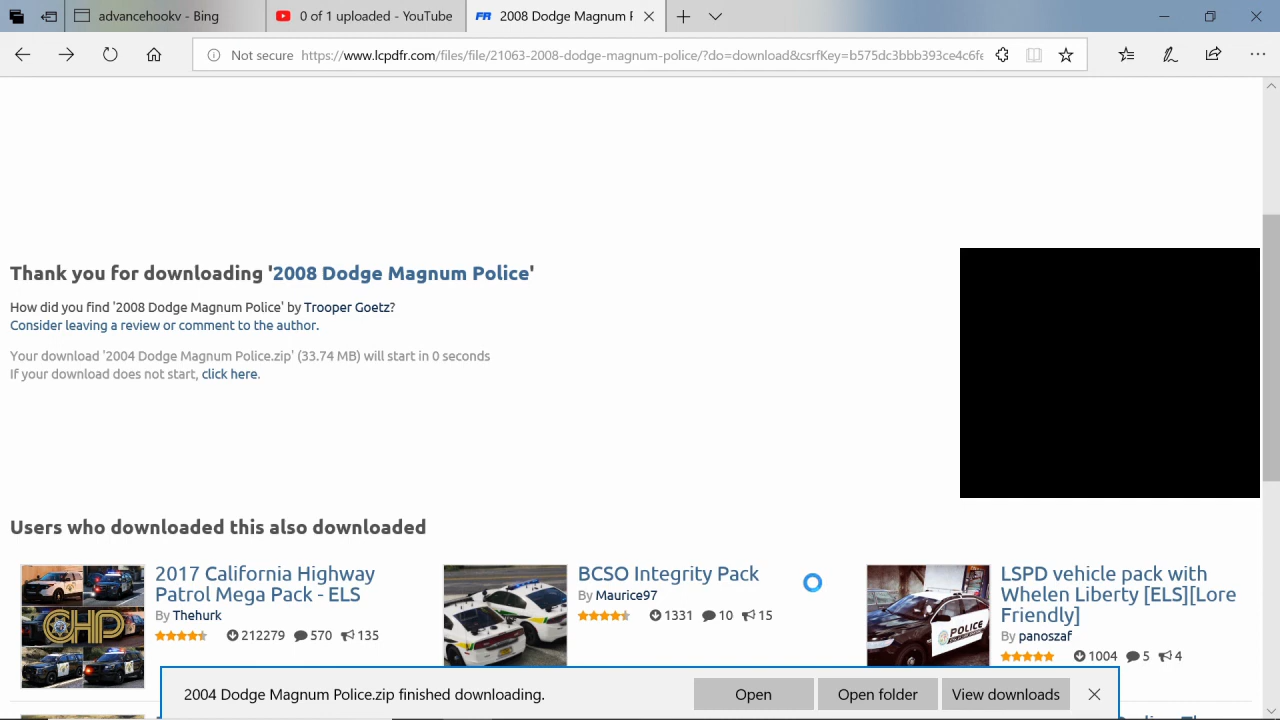 advancehookv - Bing
0 of 1 uploaded - YouTube
2008 Dodge Magnum P
Not secure https://www.lcpdfr.com/files/file/21063-2008-dodge-magnum-police/?do=download&csrfKey=b575dc3bbb393ce4c6fe
Thank you for downloading '2008 Dodge Magnum Police'
How did you find '2008 Dodge Magnum Police' by Trooper Goetz?
Consider leaving a review or comment to the author.
Your download '2004 Dodge Magnum Police.zip' (33.74 MB) will start in 0 seconds
If your download does not start, click here.
Users who downloaded this also downloaded
CHP
2017 California Highway
Patrol Mega Pack - ELS
By Thehurk
212279 570 135
BCSO Integrity Pack
By Maurice97
1331 10 15
POLICE
LSPD vehicle pack with
Whelen Liberty [ELS][Lore
Friendly]
By panoszaf
1004 5 4
2004 Dodge Magnum Police.zip finished downloading.
Open
Open folder
View downloads